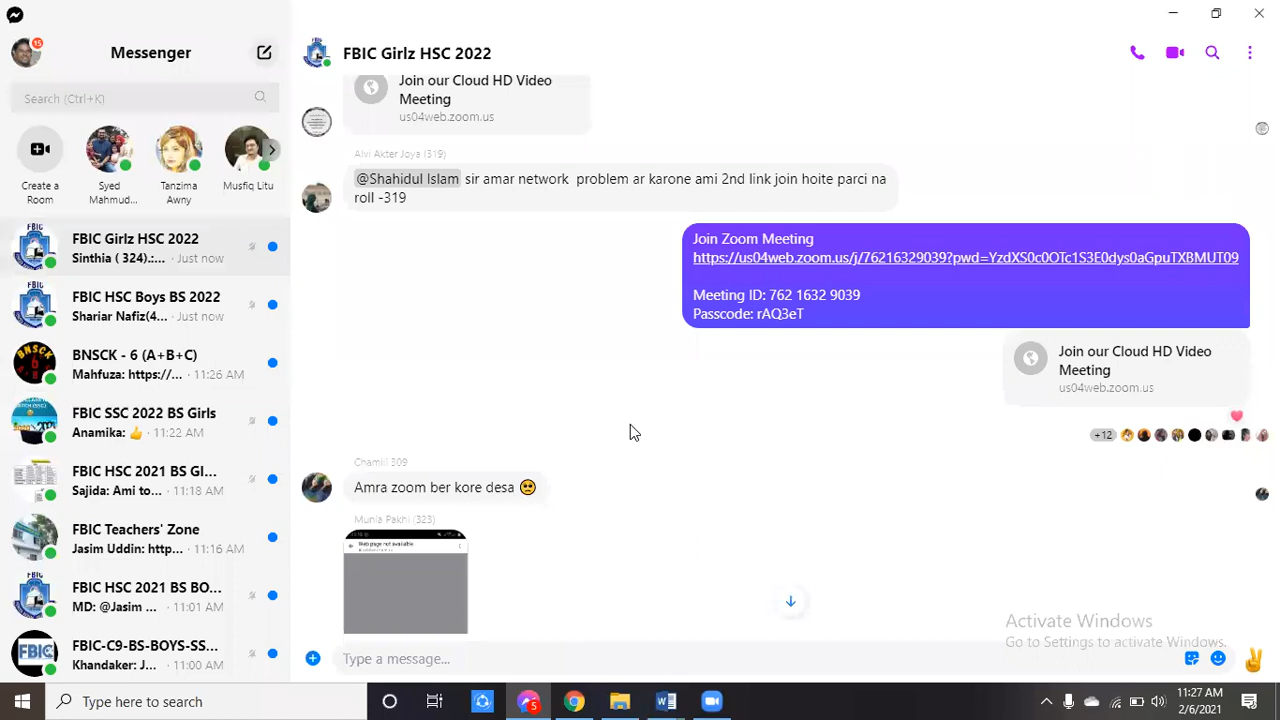 Messenger
15
Search (Ctrl+K)
Create a
Room
Syed
Mahmud...
Tanzima
Awny
Musfiq Litu
FBIC Girlz HSC 2022
Sinthia ( 324).:... · Just now
FBIC HSC Boys BS 2022
Shariar Nafiz(4... · Just now
BNSCK - 6 (A+B+C)
Mahfuza: https://... · 11:26 AM
FBIC SSC 2022 BS Girls
Anamika: 👍 · 11:22 AM
FBIC HSC 2021 BS GI...
Sajida: Ami to... · 11:18 AM
FBIC Teachers' Zone
Jasim Uddin: http... · 11:16 AM
FBIC HSC 2021 BS BO...
MD: @Jasim ... · 11:01 AM
FBIC-C9-BS-BOYS-SS...
Khandaker: J... · 11:00 AM
FBIC Girlz HSC 2022
Join our Cloud HD Video
Meeting
us04web.zoom.us
Alvi Akter Joya (319)
@Shahidul Islam sir amar network problem ar karone ami 2nd link join hoite parci na
roll -319
Join Zoom Meeting
https://us04web.zoom.us/j/76216329039?pwd=YzdXS0c0OTc1S3E0dys0aGpuTXBMUT09
Meeting ID: 762 1632 9039
Passcode: rAQ3eT
Join our Cloud HD Video
Meeting
us04web.zoom.us
+12
Chamiil 309
Amra zoom ber kore desa 🥺
Munia Pakhi (323)
Web page not available
Type a message...
Activate Windows
Go to Settings to activate Windows.
Type here to search
5
11:27 AM
2/6/2021